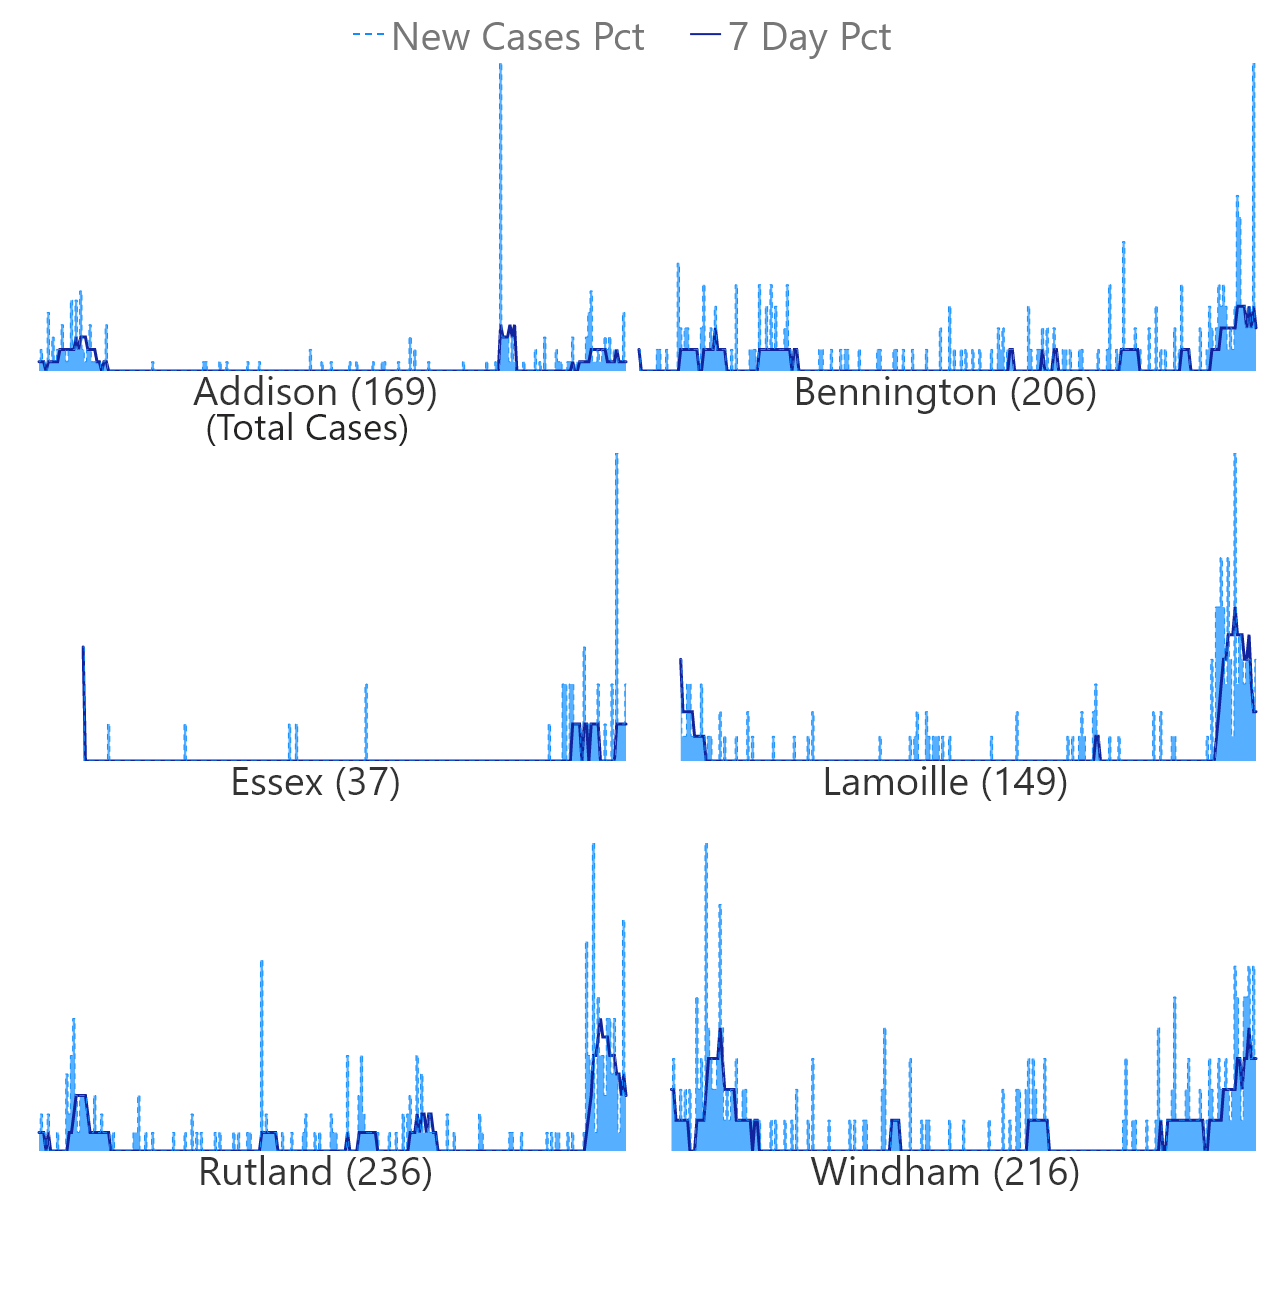 New Cases Pct 7 Day Pct
Addison (169) Bennington (206)
(Total Cases)
Essex (37) Lamoille (149)
Rutland (236) Windham (216)